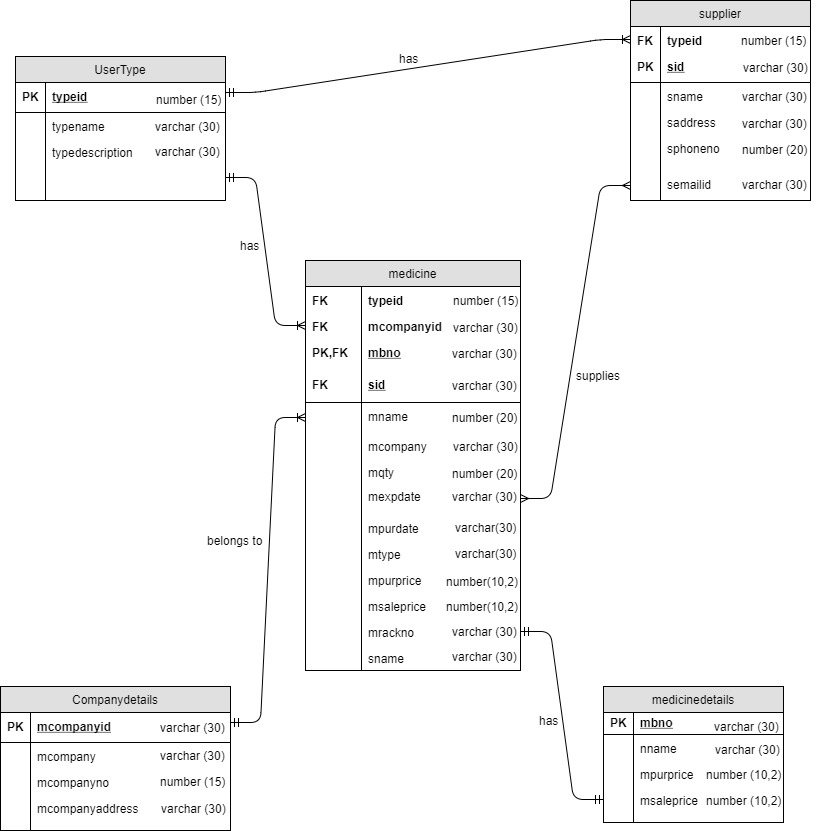 supplier
FK typeid number (15)
PK sid varchar (30)
sname varchar (30)
saddress varchar (30)
sphoneno number (20)
semailid varchar (30)
has
UserType
PK typeid number (15)
typename varchar (30)
typedescription varchar (30)
has
medicine
FK typeid number (15)
FK mcompanyid varchar (30)
PK,FK mbno varchar (30)
FK sid varchar (30)
mname number (20)
mcompany varchar (30)
mqty number (20)
mexpdate varchar (30)
mpurdate varchar(30)
mtype varchar(30)
mpurprice number(10,2)
msaleprice number(10,2)
mrackno varchar (30)
sname varchar (30)
supplies
belongs to
Companydetails
PK mcompanyid varchar (30)
mcompany varchar (30)
mcompanyno number (15)
mcompanyaddress varchar (30)
has
medicinedetails
PK mbno varchar (30)
nname varchar (30)
mpurprice number (10,2)
msaleprice number (10,2)